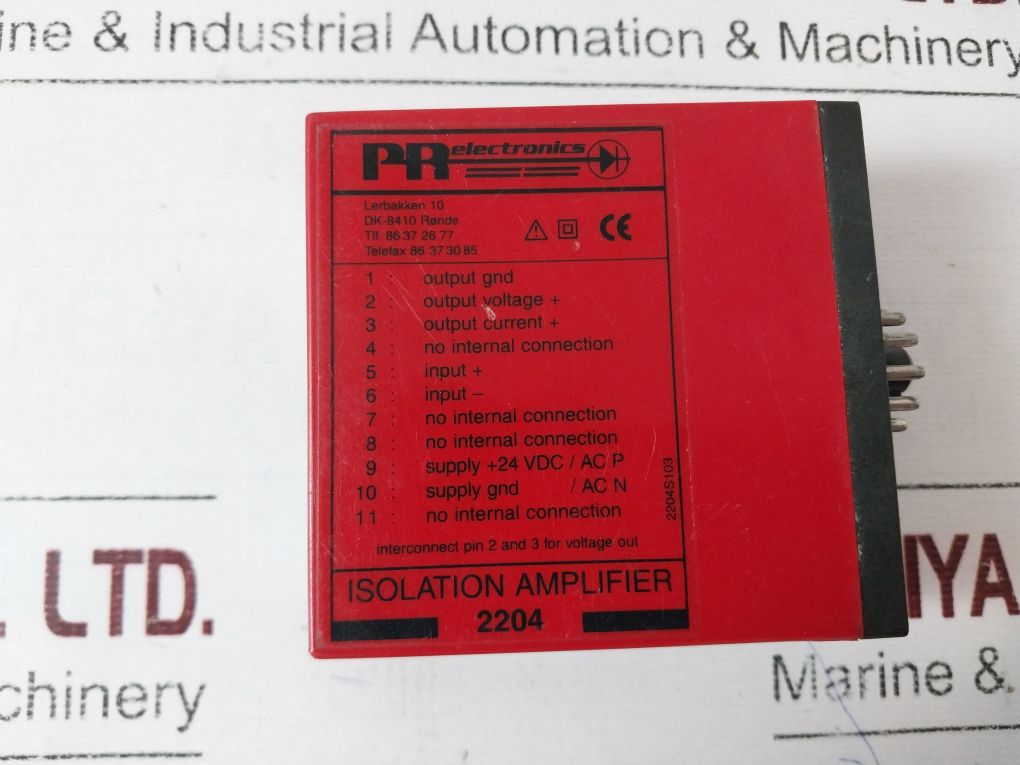 ine & Industrial Automation & Machinery
PR electronics
Lerbakken 10
DK-8410 Rønde
Tlf. 86 37 26 77
Telefax 86 37 30 85
CE
1 : output gnd
2 : output voltage +
3 : output current +
4 : no internal connection
5 : input +
6 : input –
7 : no internal connection
8 : no internal connection
9 : supply +24 VDC / AC P
10 : supply gnd / AC N
11 : no internal connection
interconnect pin 2 and 3 for voltage out
2204S103
ISOLATION AMPLIFIER
2204
. LTD.
IYA
chinery
Marine &